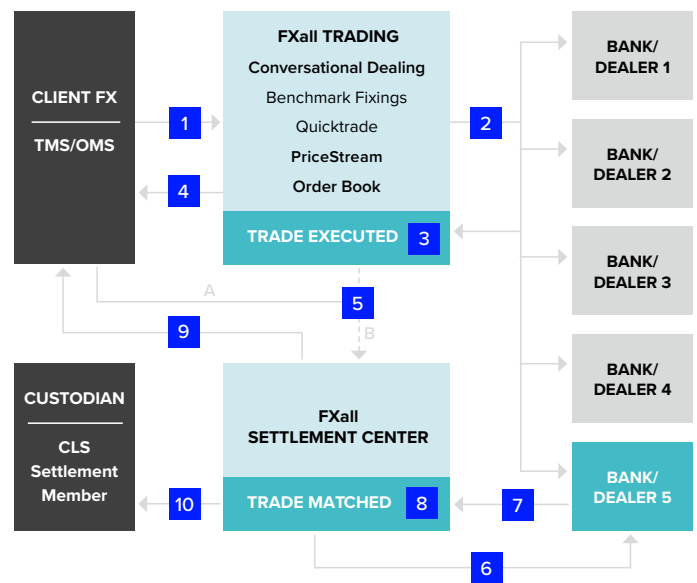 CLIENT FX
TMS/OMS
1
4
FXall TRADING
Conversational Dealing
Benchmark Fixings
Quicktrade
PriceStream
Order Book
TRADE EXECUTED 3
2
BANK/
DEALER 1
BANK/
DEALER 2
BANK/
DEALER 3
BANK/
DEALER 4
BANK/
DEALER 5
A
5
B
9
CUSTODIAN
CLS
Settlement
Member
10
FXall
SETTLEMENT CENTER
TRADE MATCHED 8
7
6